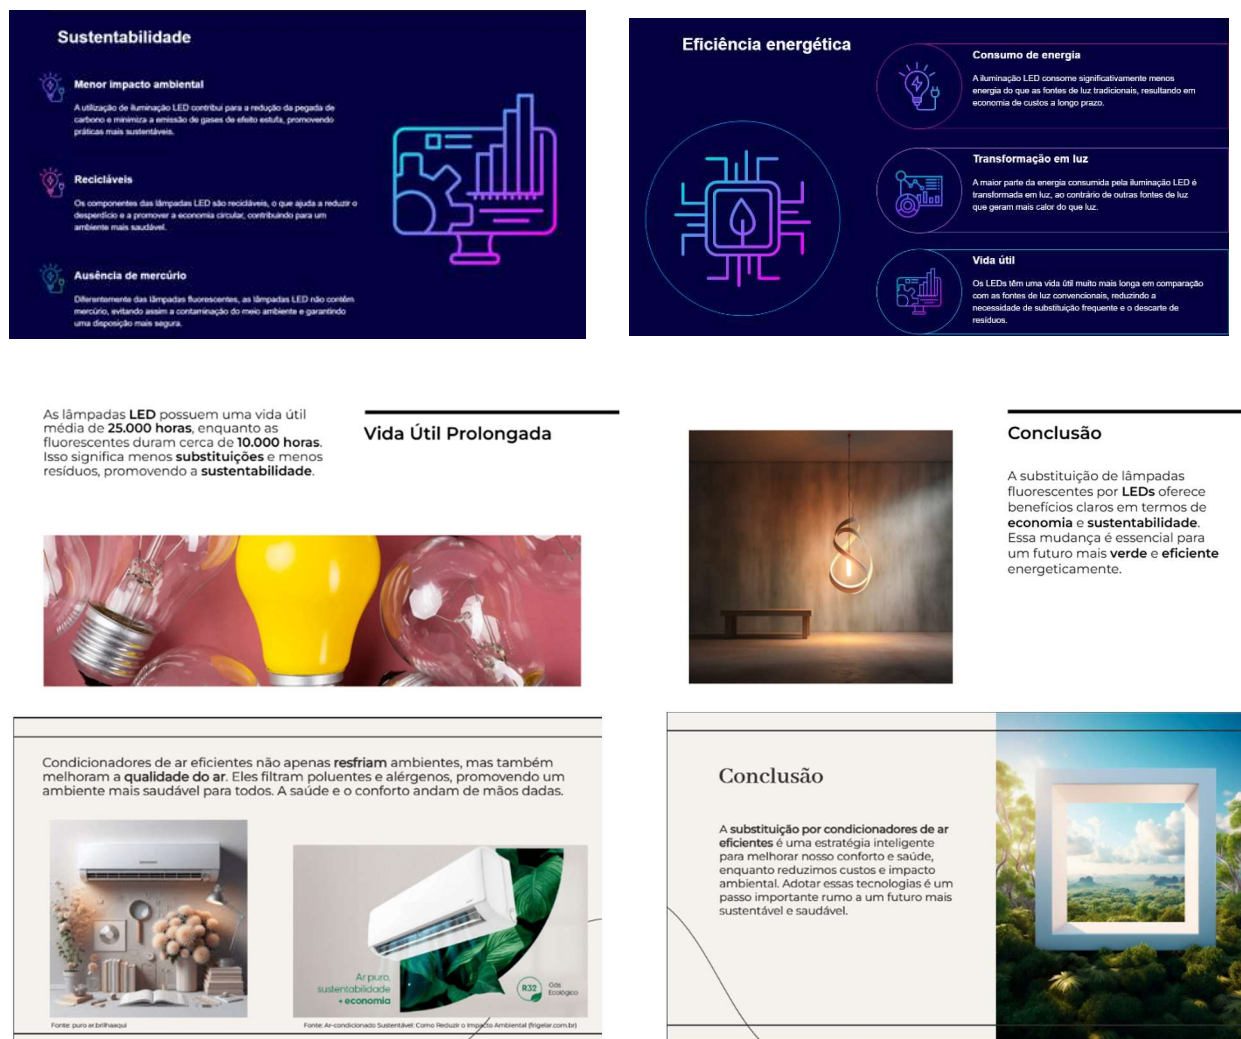 Sustentabilidade
Menor impacto ambiental
A utilização de iluminação LED contribui para a redução da pegada de
carbono e minimiza a emissão de gases de efeito estufa, promovendo
práticas mais sustentáveis.
Recicláveis
Os componentes das lâmpadas LED são recicláveis, o que ajuda a reduzir o
desperdício e a promover a economia circular, contribuindo para um
ambiente mais saudável.
Ausência de mercúrio
Diferentemente das lâmpadas fluorescentes, as lâmpadas LED não contêm
mercúrio, evitando assim a contaminação do meio ambiente e garantindo
uma disposição mais segura.
Eficiência energética
Consumo de energia
A iluminação LED consome significativamente menos
energia do que as fontes de luz tradicionais, resultando em
economia de custos a longo prazo.
Transformação em luz
A maior parte da energia consumida pela iluminação LED é
transformada em luz, ao contrário de outras fontes de luz
que geram mais calor do que luz.
Vida útil
Os LEDs têm uma vida útil muito mais longa em comparação
com as fontes de luz convencionais, reduzindo a
necessidade de substituição frequente e o descarte de
resíduos.
As lâmpadas LED possuem uma vida útil
média de 25.000 horas, enquanto as
fluorescentes duram cerca de 10.000 horas.
Isso significa menos substituições e menos
resíduos, promovendo a sustentabilidade.
Vida Útil Prolongada
Conclusão
A substituição de lâmpadas
fluorescentes por LEDs oferece
benefícios claros em termos de
economia e sustentabilidade.
Essa mudança é essencial para
um futuro mais verde e eficiente
energeticamente.
Condicionadores de ar eficientes não apenas resfriam ambientes, mas também
melhoram a qualidade do ar. Eles filtram poluentes e alérgenos, promovendo um
ambiente mais saudável para todos. A saúde e o conforto andam de mãos dadas.
Ar puro,
sustentabilidade
+ economia
R32
Gás
Ecológico
Fonte: puro ar.brilhaaqui
Fonte: Ar-condicionado Sustentável: Como Reduzir o Impacto Ambiental (frigelar.com.br)
Conclusão
A substituição por condicionadores de ar
eficientes é uma estratégia inteligente
para melhorar nosso conforto e saúde,
enquanto reduzimos custos e impacto
ambiental. Adotar essas tecnologias é um
passo importante rumo a um futuro mais
sustentável e saudável.